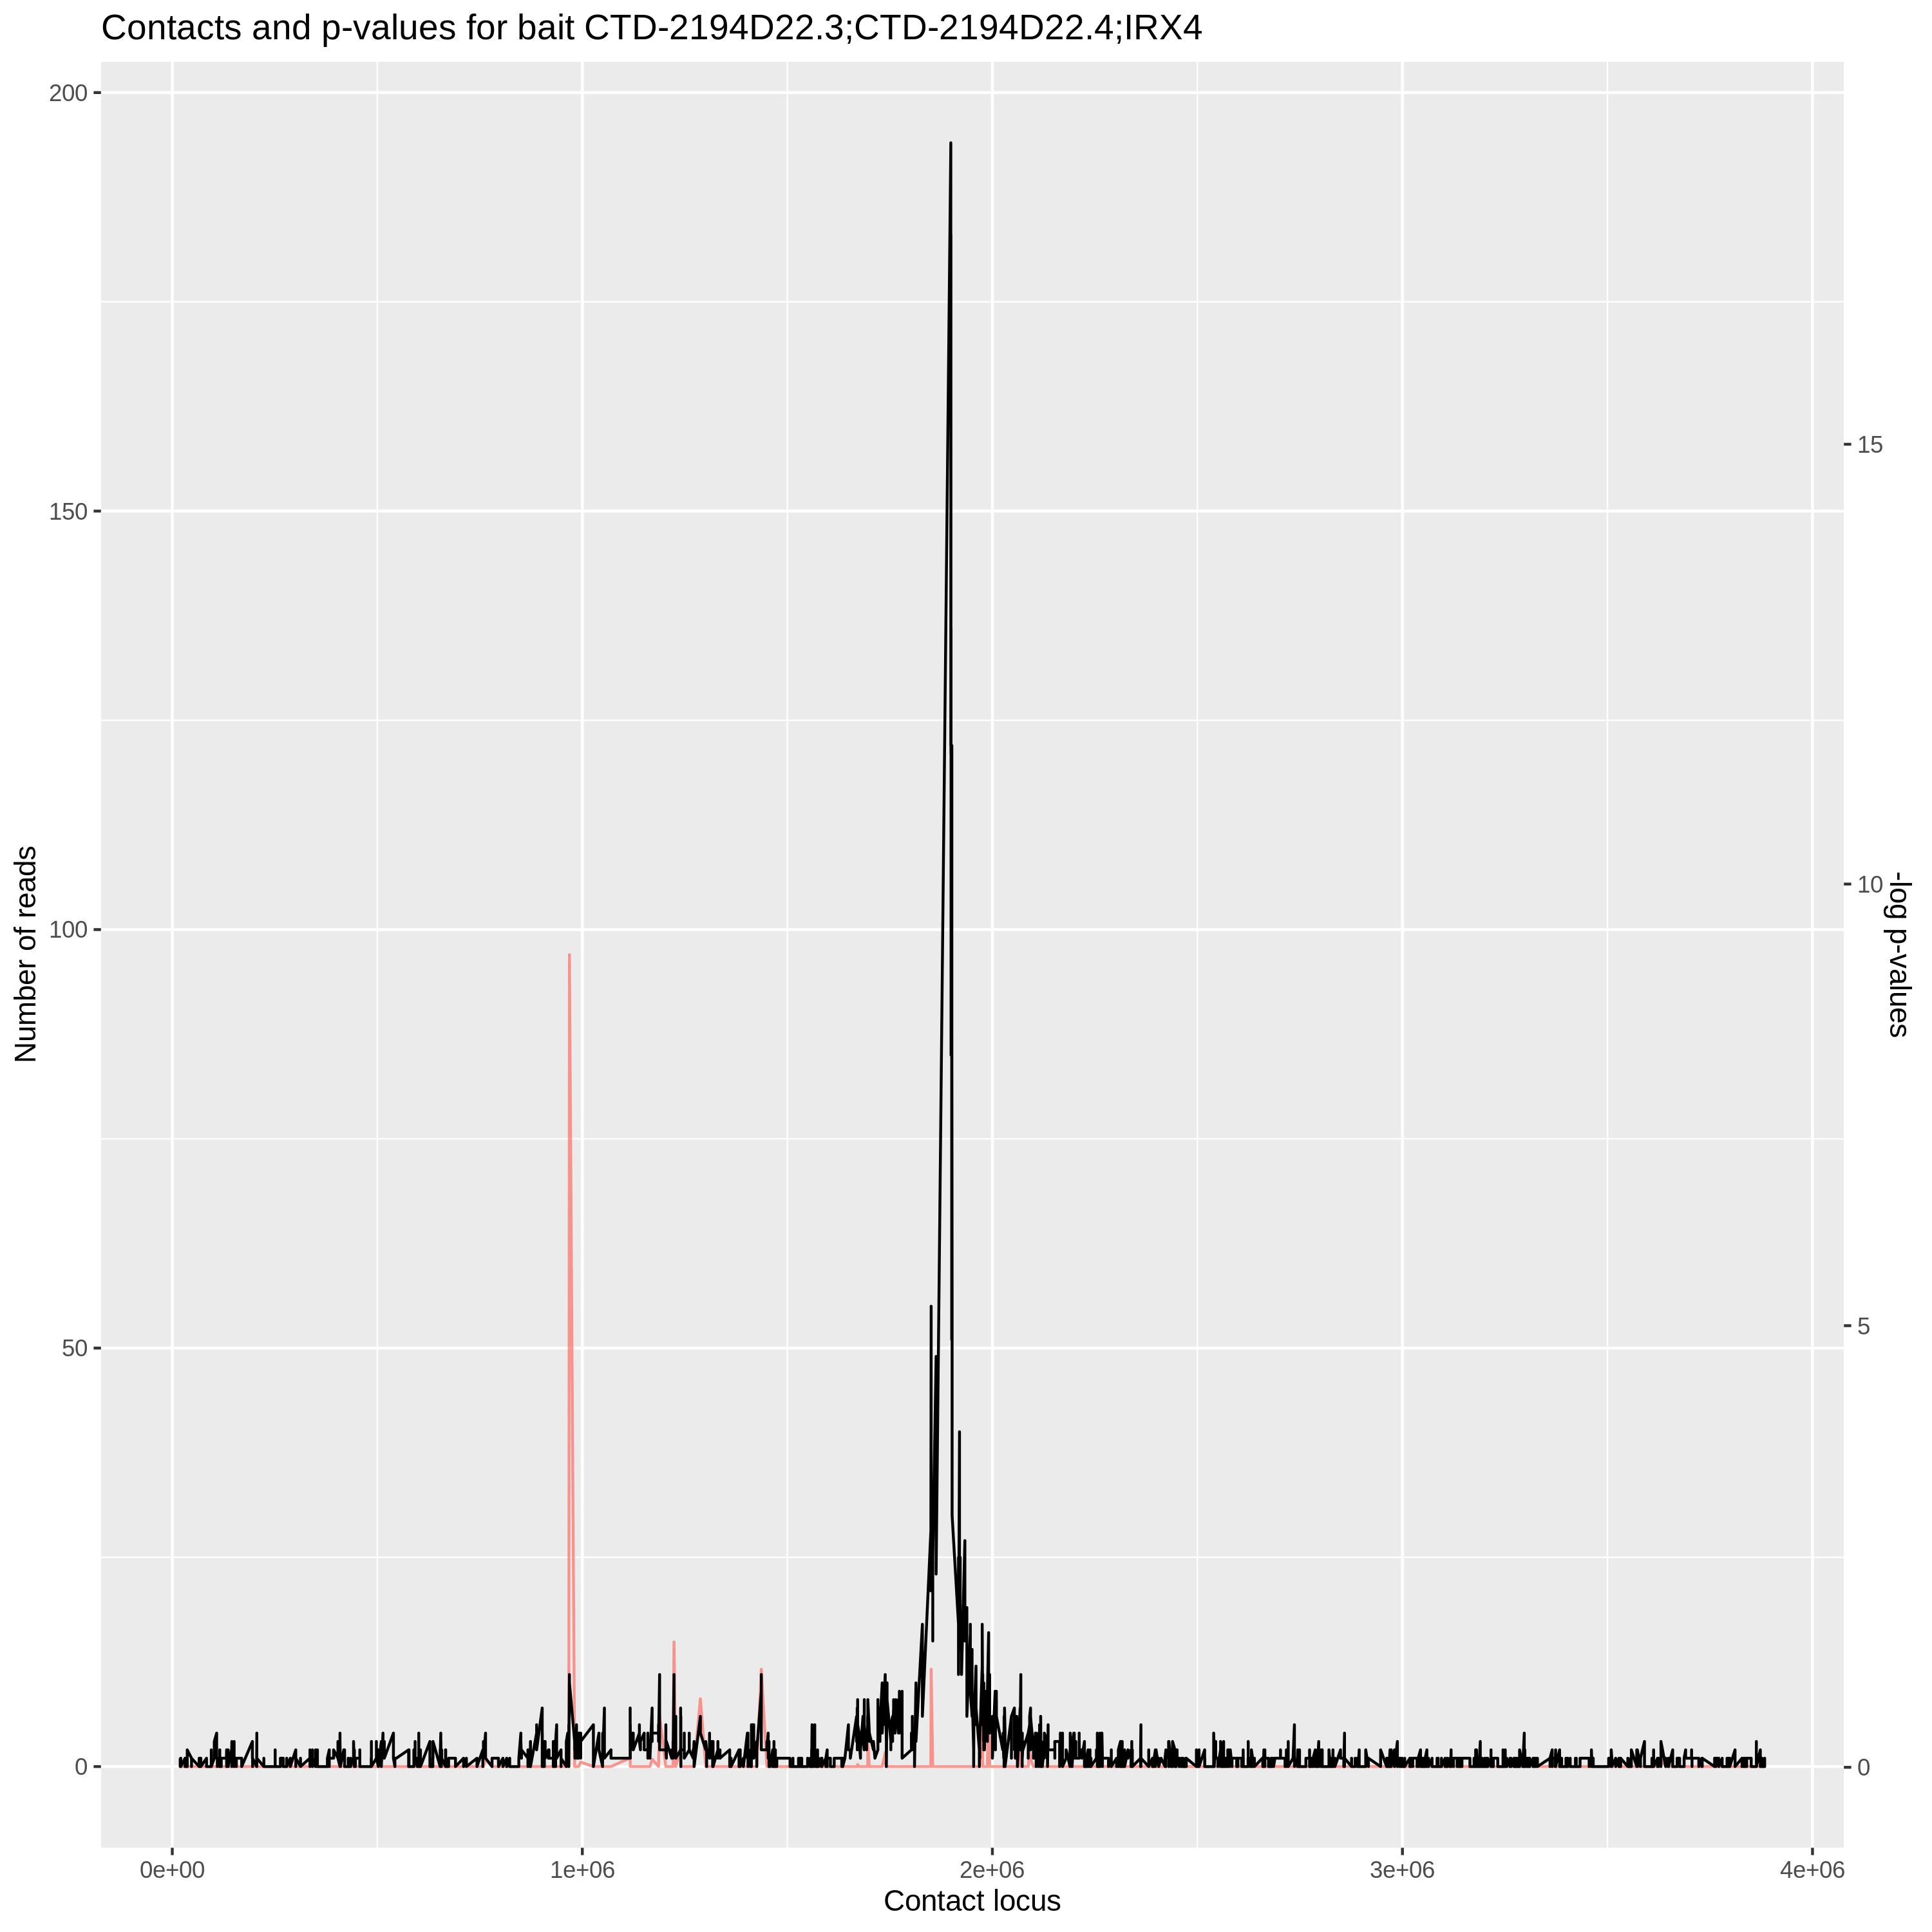 Contacts and p-values for bait CTD-2194D22.3;CTD-2194D22.4;IRX4
200
150
100
50
0
Number of reads
15
10
5
0
-log p-values
0e+00 1e+06 2e+06 3e+06 4e+06
Contact locus